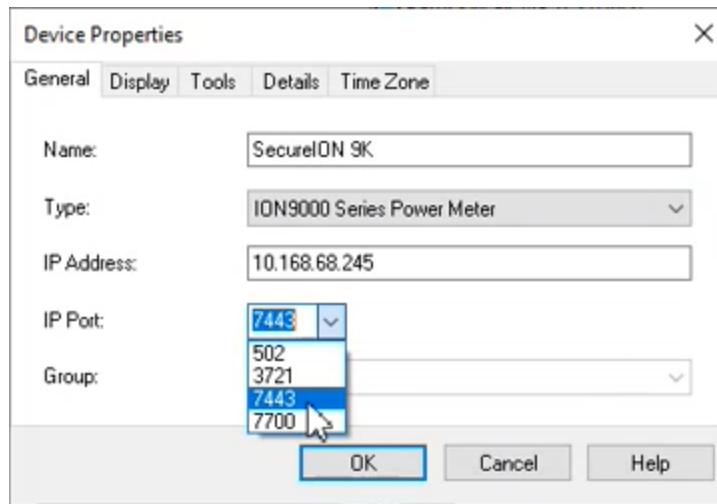 Device Properties
General Display Tools Details Time Zone
Name: SecureION 9K
Type: ION9000 Series Power Meter
IP Address: 10.168.68.245
IP Port: 7443
502
3721
Group:
7443
7700
OK Cancel Help